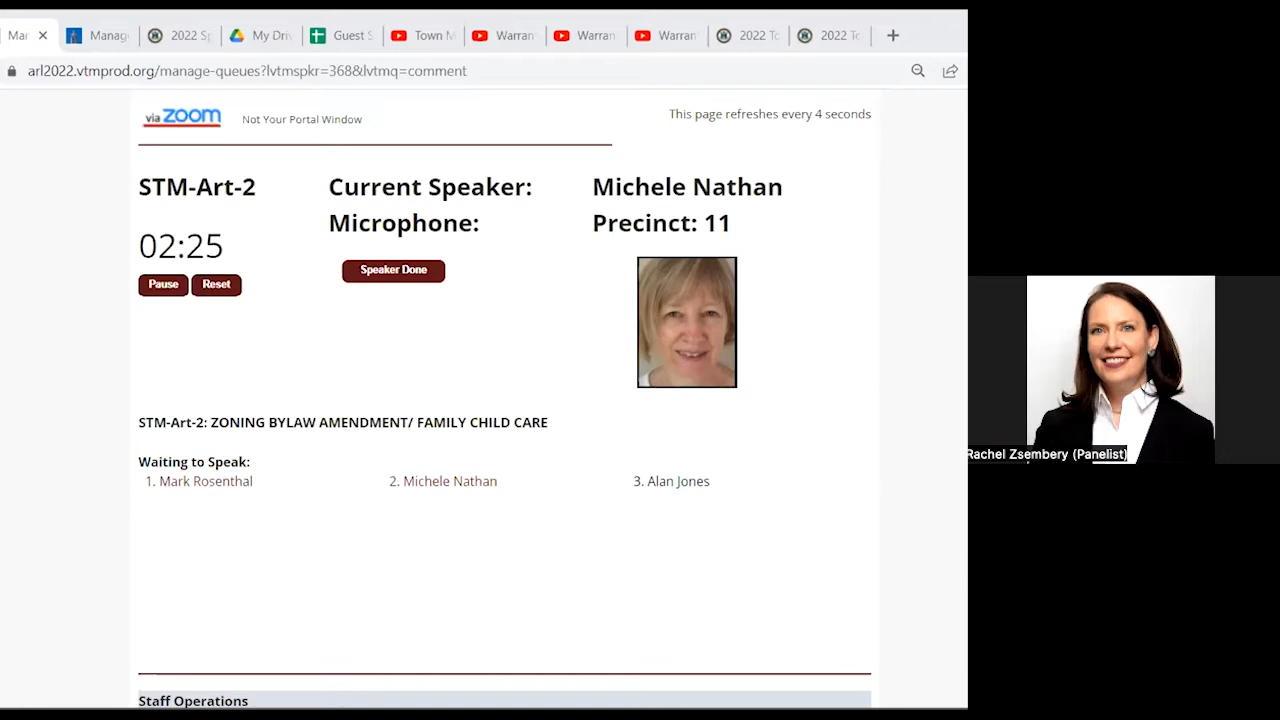 Mar
Manag
2022 Sp
My Driv
Guest S
Town M
Warran
Warran
Warran
2022 To
2022 To
arl2022.vtmprod.org/manage-queues?lvtmspkr=368&lvtmq=comment
via zoom
Not Your Portal Window
This page refreshes every 4 seconds
STM-Art-2
Current Speaker:
Michele Nathan
Microphone:
Precinct: 11
02:25
Pause
Reset
Speaker Done
STM-Art-2: ZONING BYLAW AMENDMENT/ FAMILY CHILD CARE
Waiting to Speak:
1. Mark Rosenthal
2. Michele Nathan
3. Alan Jones
Staff Operations
Rachel Zsembery (Panelist)